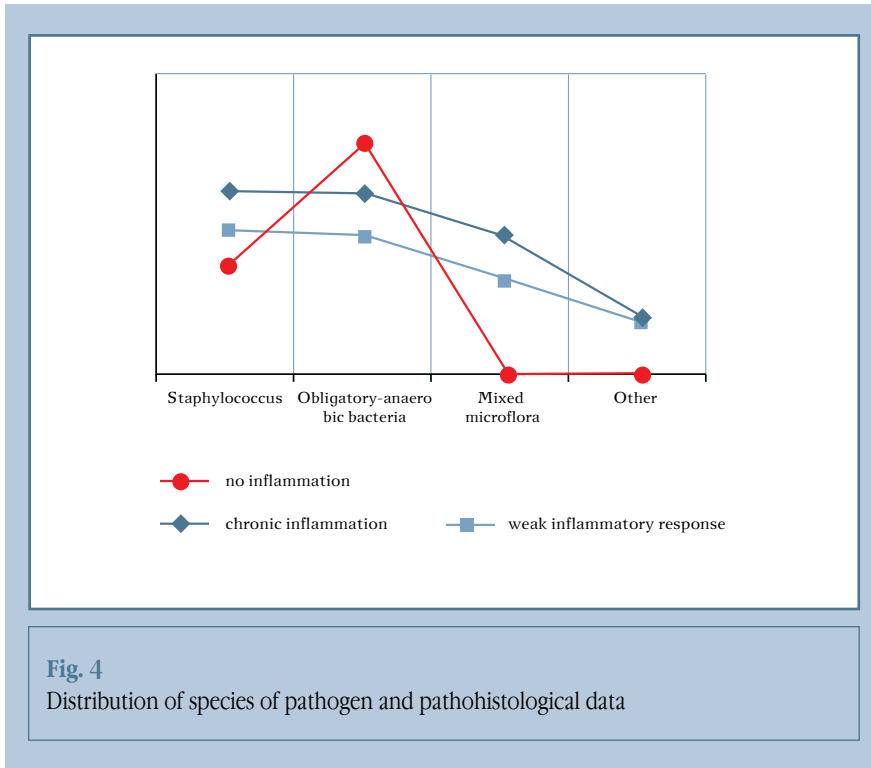 Staphylococcus Obligatory-anaero Mixed Other
bic bacteria microflora
no inflammation
chronic inflammation weak inflammatory response
Fig. 4
Distribution of species of pathogen and pathohistological data